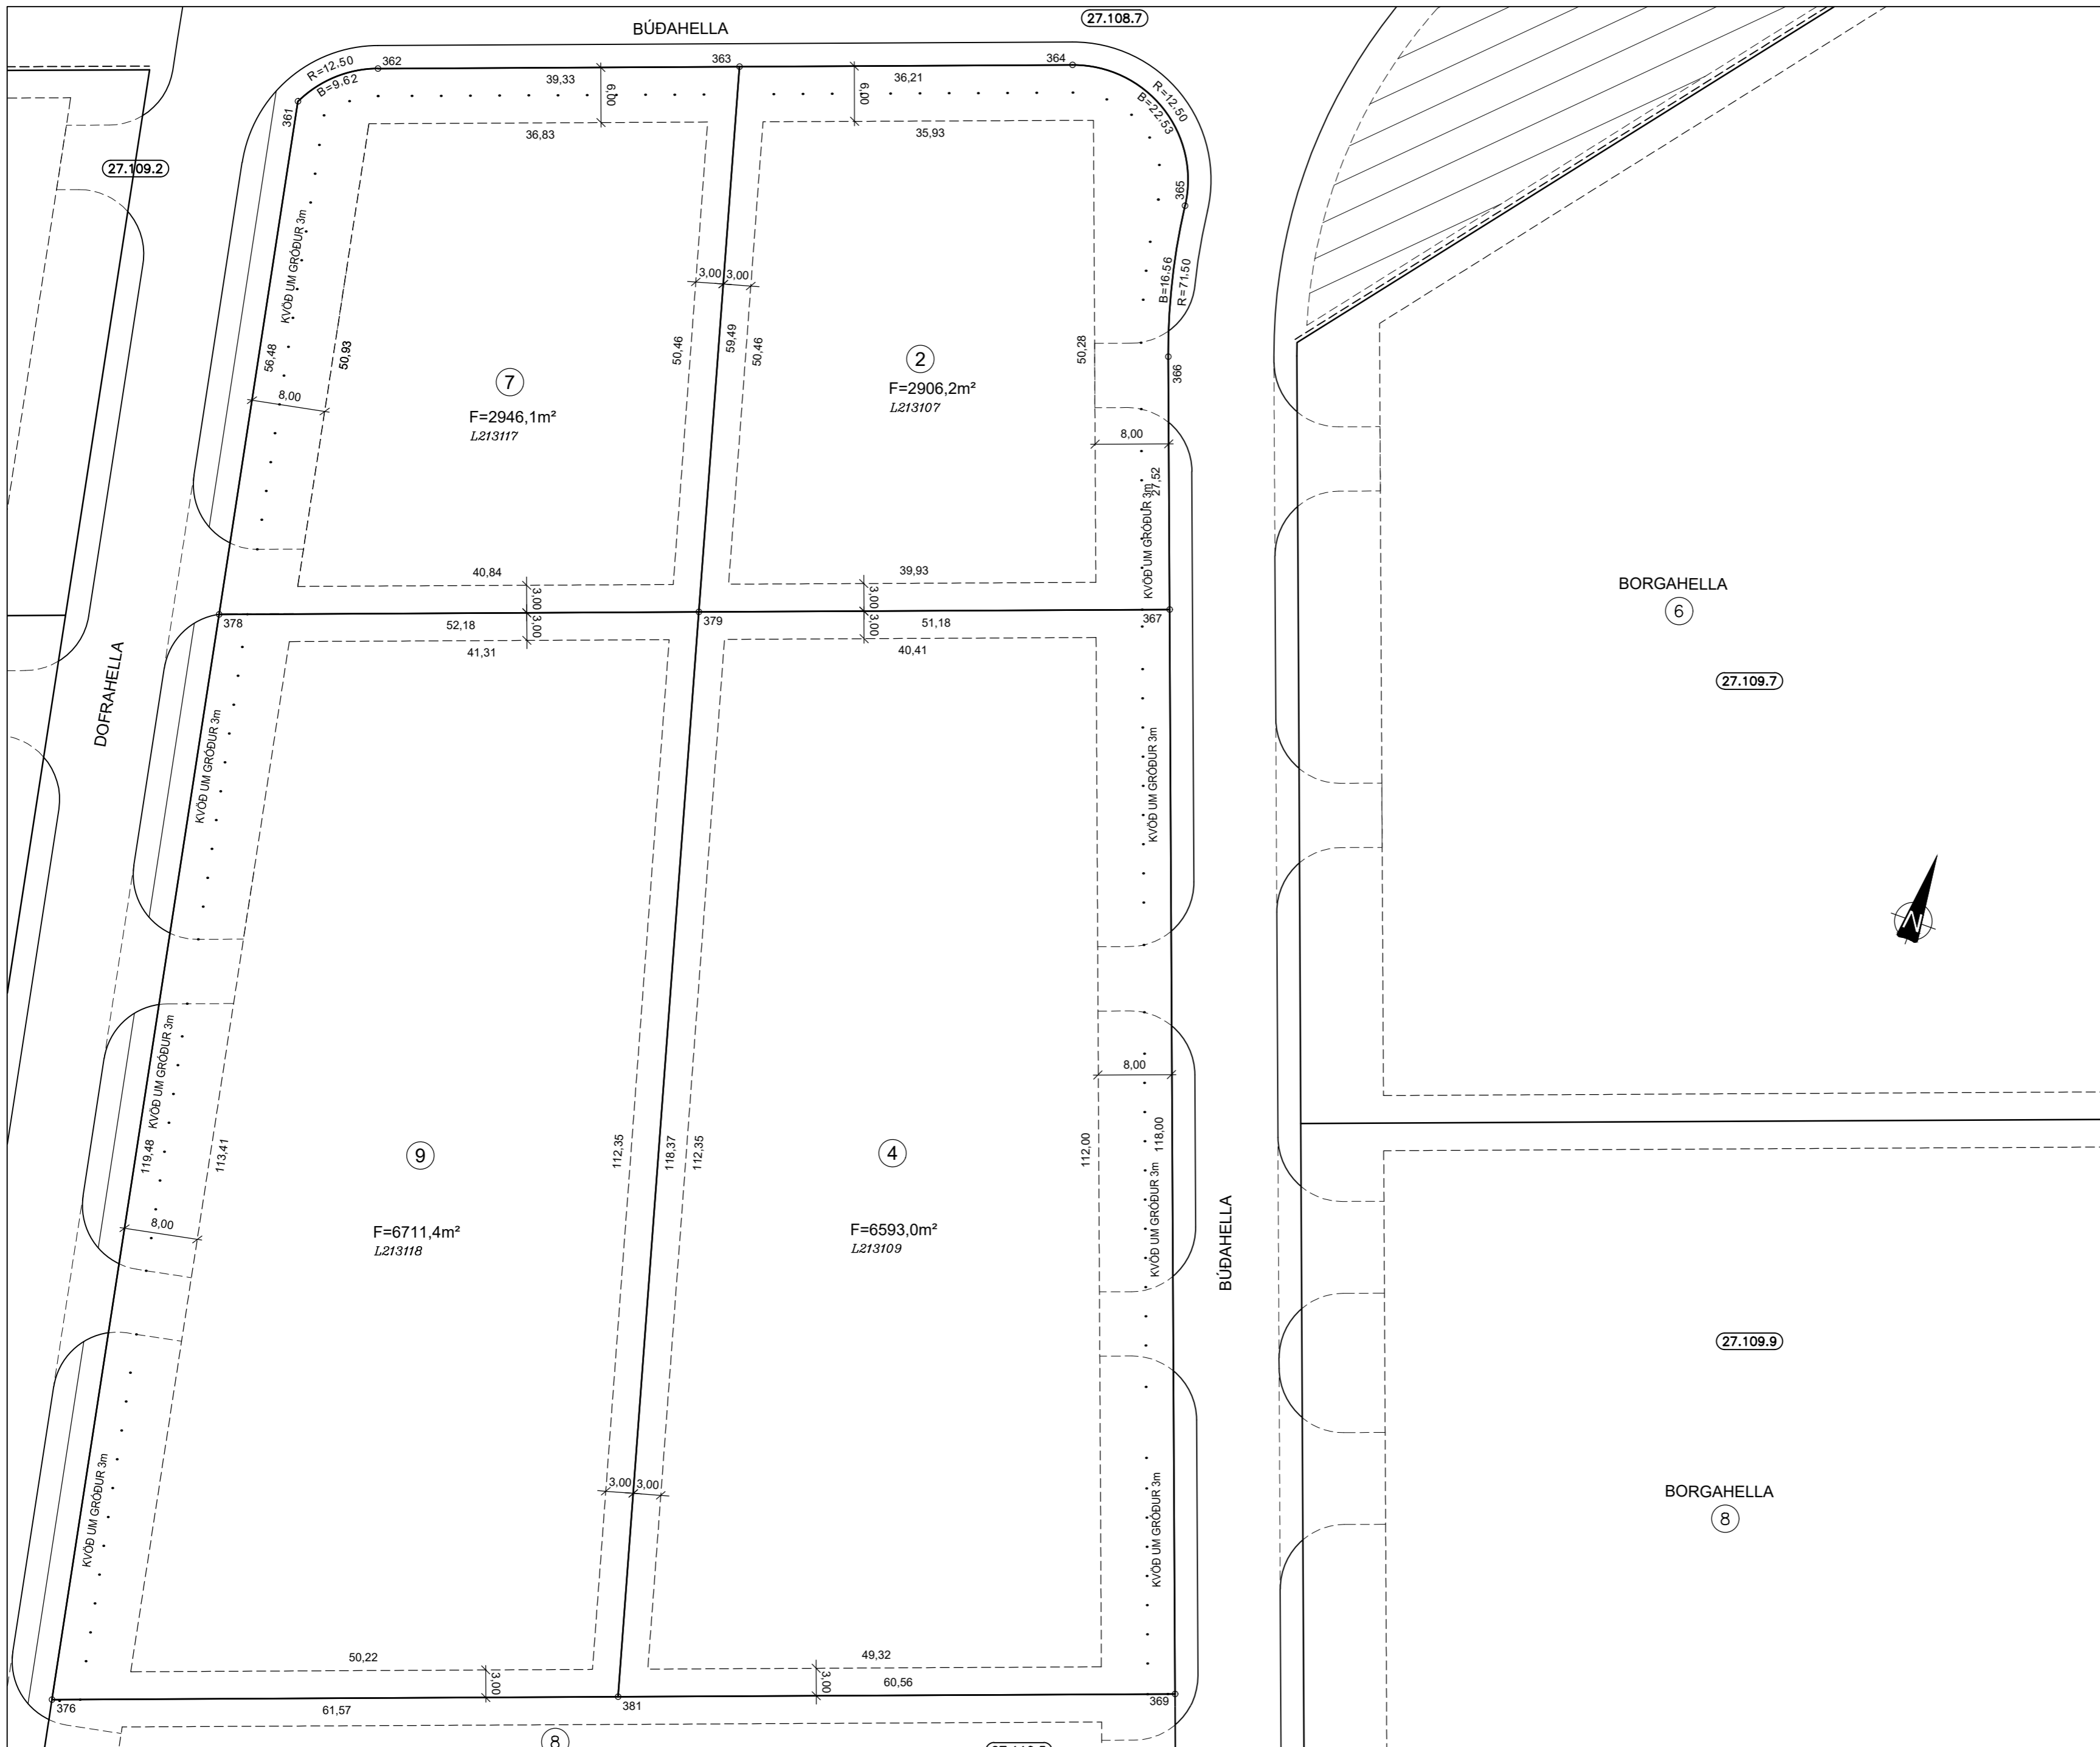 BÚÐAHELLA
27.108.7
R=12,50
B=9,62
362
363
364
39,33
6,00
36,21
6,00
R=12,50
B=22,53
361
36,83
35,93
27.109.2
365
KVÖÐ UM GRÓÐUR 3m
3,00
3,00
B=16,56
R=71,50
56,48
50,93
50,46
59,49
50,46
50,28
366
7
F=2946,1m²
L213117
2
F=2906,2m²
L213107
8,00
8,00
27,52
KVÖÐ UM GRÓÐUR 3m
40,84
39,93
3,00
3,00
378
52,18
3,00
379
51,18
3,00
367
41,31
40,41
BORGAHELLA
6
27.109.7
DOFRAHELLA
KVÖÐ UM GRÓÐUR 3m
KVÖÐ UM GRÓÐUR 3m
N
KVÖÐ UM GRÓÐUR 3m
8,00
119,48
113,41
112,35
118,37
112,35
112,00
118,00
9
4
KVÖÐ UM GRÓÐUR 3m
BÚÐAHELLA
8,00
F=6711,4m²
L213118
F=6593,0m²
L213109
27.109.9
KVÖÐ UM GRÓÐUR 3m
3,00
3,00
KVÖÐ UM GRÓÐUR 3m
BORGAHELLA
8
50,22
3,00
49,32
3,00
60,56
376
61,57
381
369
8